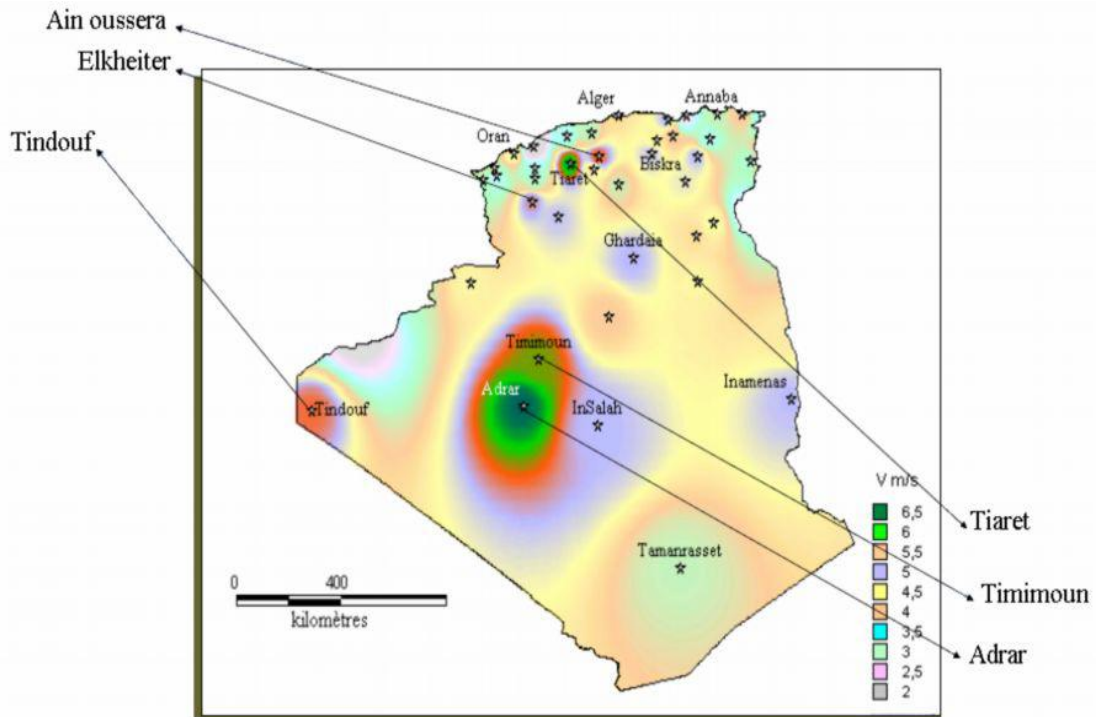 Ain oussera
Elkheiter
Tindouf
Alger
Annaba
Oran
Tiaret
Biskra
Ghardaia
Timimoun
Adrar
InSalah
Inamenas
Tindouf
Tamanrasset
V m/s
6,5
6
5,5
5
4,5
4
3,5
3
2,5
2
0 400
kilomètres
Tiaret
Timimoun
Adrar